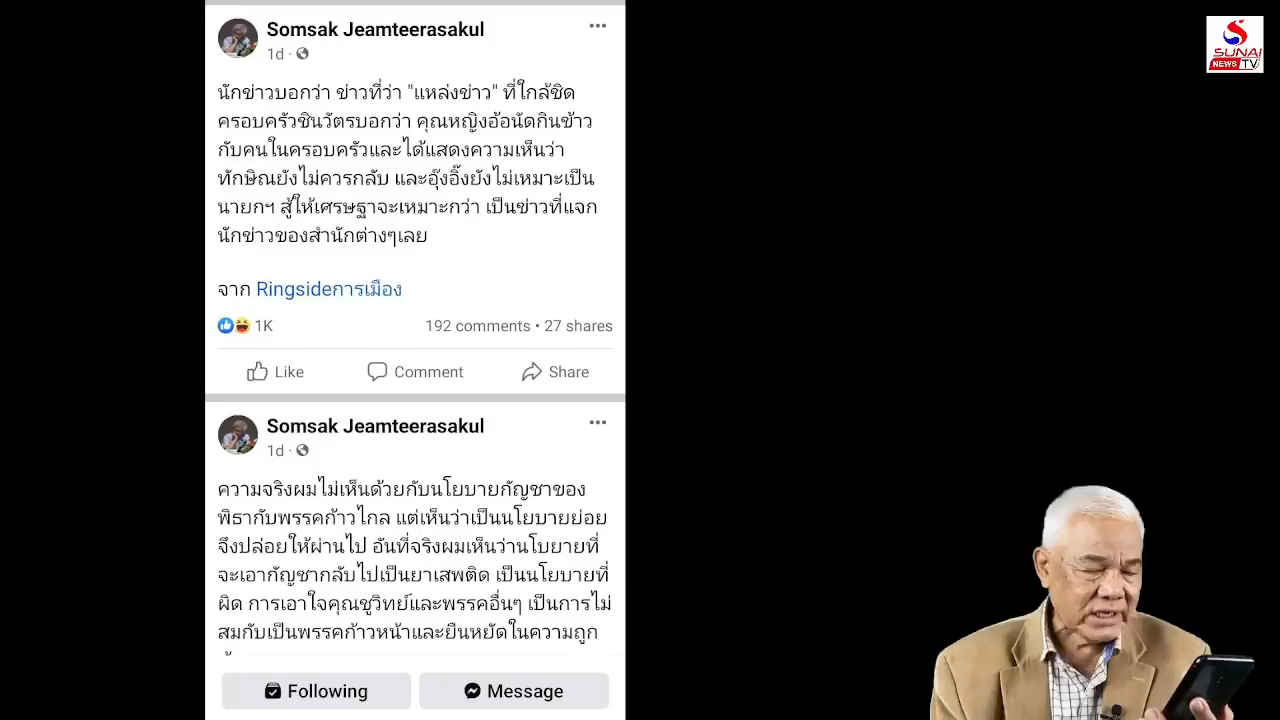 Somsak Jeamteerasakul
1d
นักข่าวบอกว่า ข่าวที่ว่า "แหล่งข่าว" ที่ใกล้ชิด
ครอบครัวชินวัตรบอกว่า คุณหญิงอ้อนัดกินข้าว
กับคนในครอบครัวและได้แสดงความเห็นว่า
ทักษิณยังไม่ควรกลับ และอุ๊งอิ๊งยังไม่เหมาะเป็น
นายกฯ สู้ให้เศรษฐาจะเหมาะกว่า เป็นข่าวที่แจก
นักข่าวของสำนักต่างๆเลย
จาก Ringsideการเมือง
1K 192 comments • 27 shares
Like Comment Share
Somsak Jeamteerasakul
1d
ความจริงผมไม่เห็นด้วยกับนโยบายกัญชาของ
พิธากับพรรคก้าวไกล แต่เห็นว่าเป็นนโยบายย่อย
จึงปล่อยให้ผ่านไป อันที่จริงผมเห็นว่านโบยายที่
จะเอากัญชากลับไปเป็นยาเสพติด เป็นนโยบายที่
ผิด การเอาใจคุณชูวิทย์และพรรคอื่นๆ เป็นการไม่
สมกับเป็นพรรคก้าวหน้าและยืนหยัดในความถูก
Following Message
SUNAI
NEWS TV